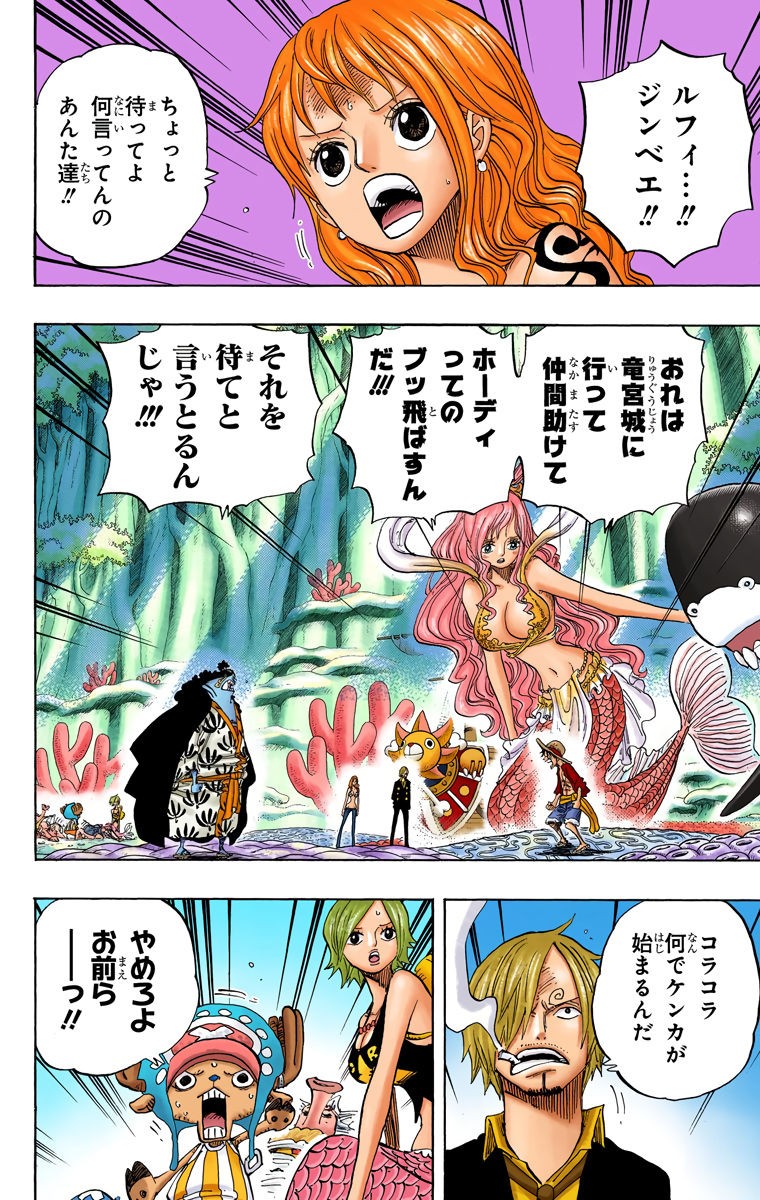 ルフィ…!!
ジンベエ!!
ちょっと
待ってよ
何言ってんの
あんた達!!
おれは
竜宮城に
行って
仲間助けて
ホーディ
っての
ブッ飛ばすん
だ!!!
それを
待てと
言うとるん
じゃ!!!
コラコラ
何でケンカが
始まるんだ
やめろよ
お前ら
──っ!!